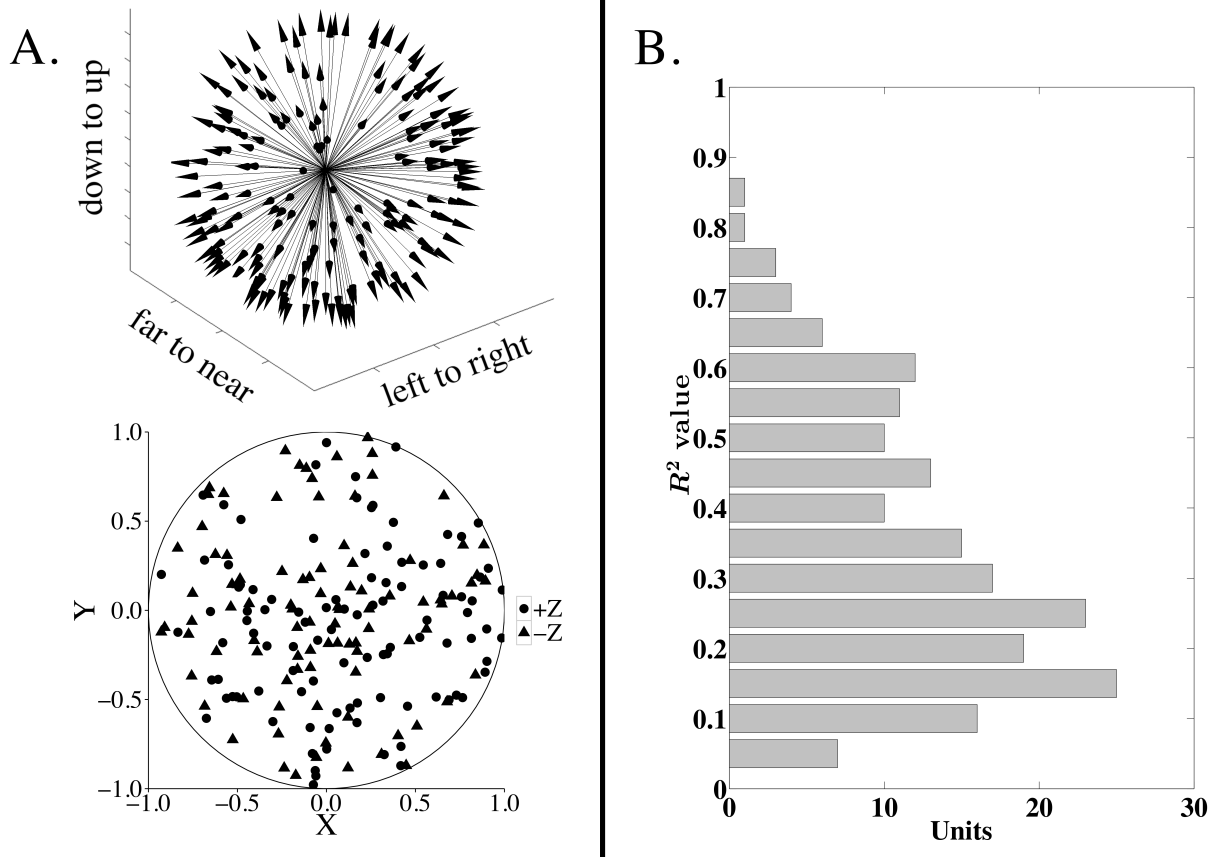 A.
down to up
far to near
left to right
1.0
0.5
0.0
−0.5
−1.0
Y
−1.0 −0.5 0.0 0.5 1.0
X
+Z
−Z
B.
1
0.9
0.8
0.7
0.6
0.5
0.4
0.3
0.2
0.1
0
R² value
0 10 20 30
Units